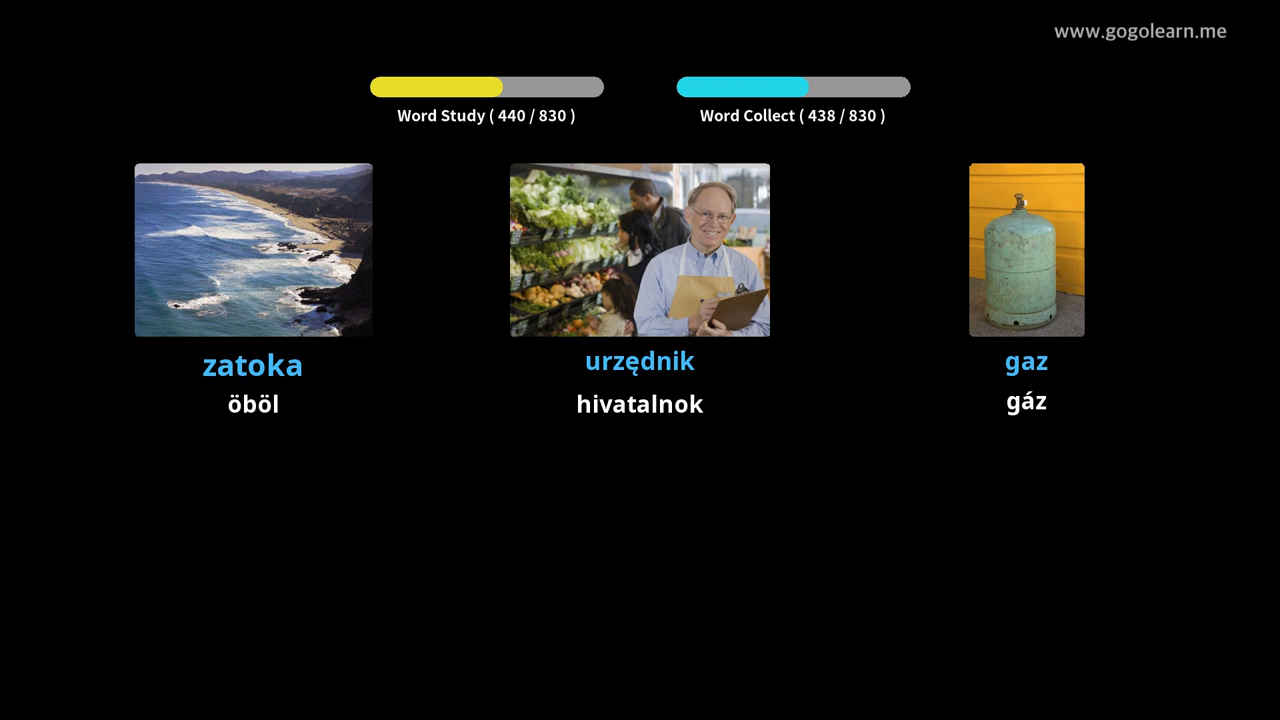 www.gogolearn.me
Word Study ( 440 / 830 )
Word Collect ( 438 / 830 )
zatoka
urzędnik
gaz
öböl
hivatalnok
gáz